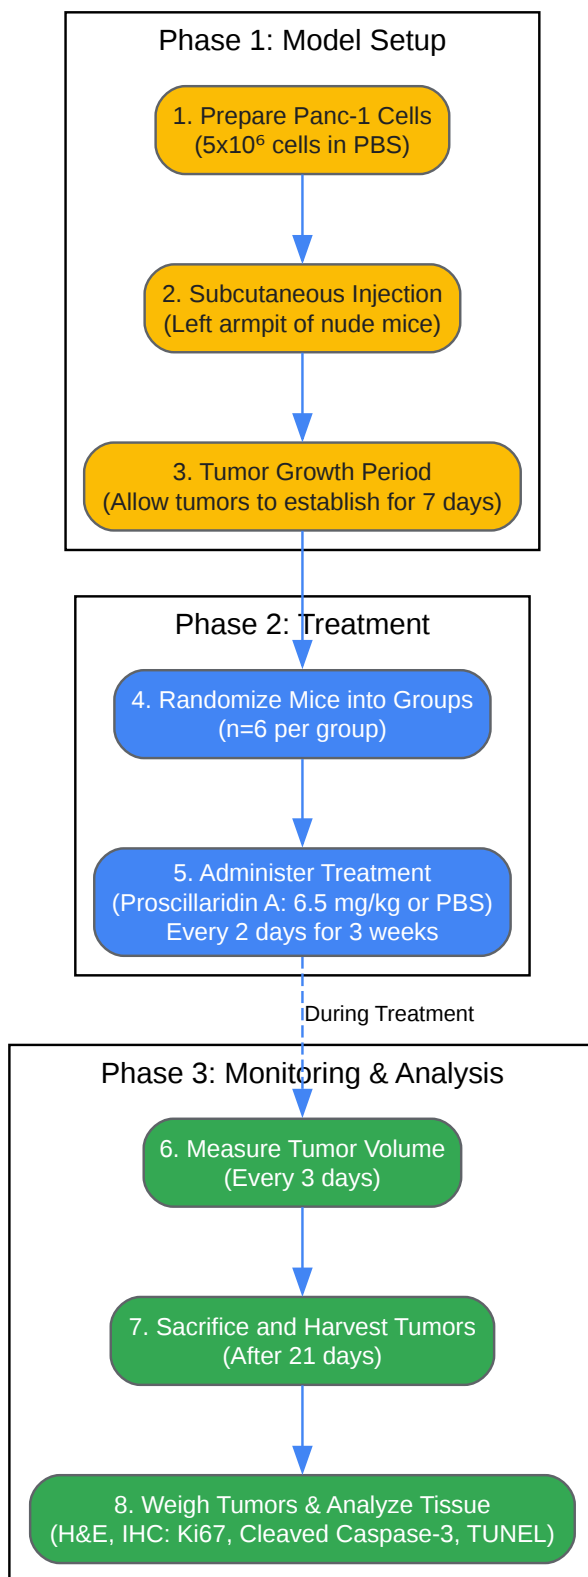 Phase 1: Model Setup
1. Prepare Panc-1 Cells
(5x10⁶ cells in PBS)
2. Subcutaneous Injection
(Left armpit of nude mice)
3. Tumor Growth Period
(Allow tumors to establish for 7 days)
Phase 2: Treatment
4. Randomize Mice into Groups
(n=6 per group)
5. Administer Treatment
(Proscillaridin A: 6.5 mg/kg or PBS)
Every 2 days for 3 weeks
During Treatment
Phase 3: Monitoring & Analysis
6. Measure Tumor Volume
(Every 3 days)
7. Sacrifice and Harvest Tumors
(After 21 days)
8. Weigh Tumors & Analyze Tissue
(H&E, IHC: Ki67, Cleaved Caspase-3, TUNEL)